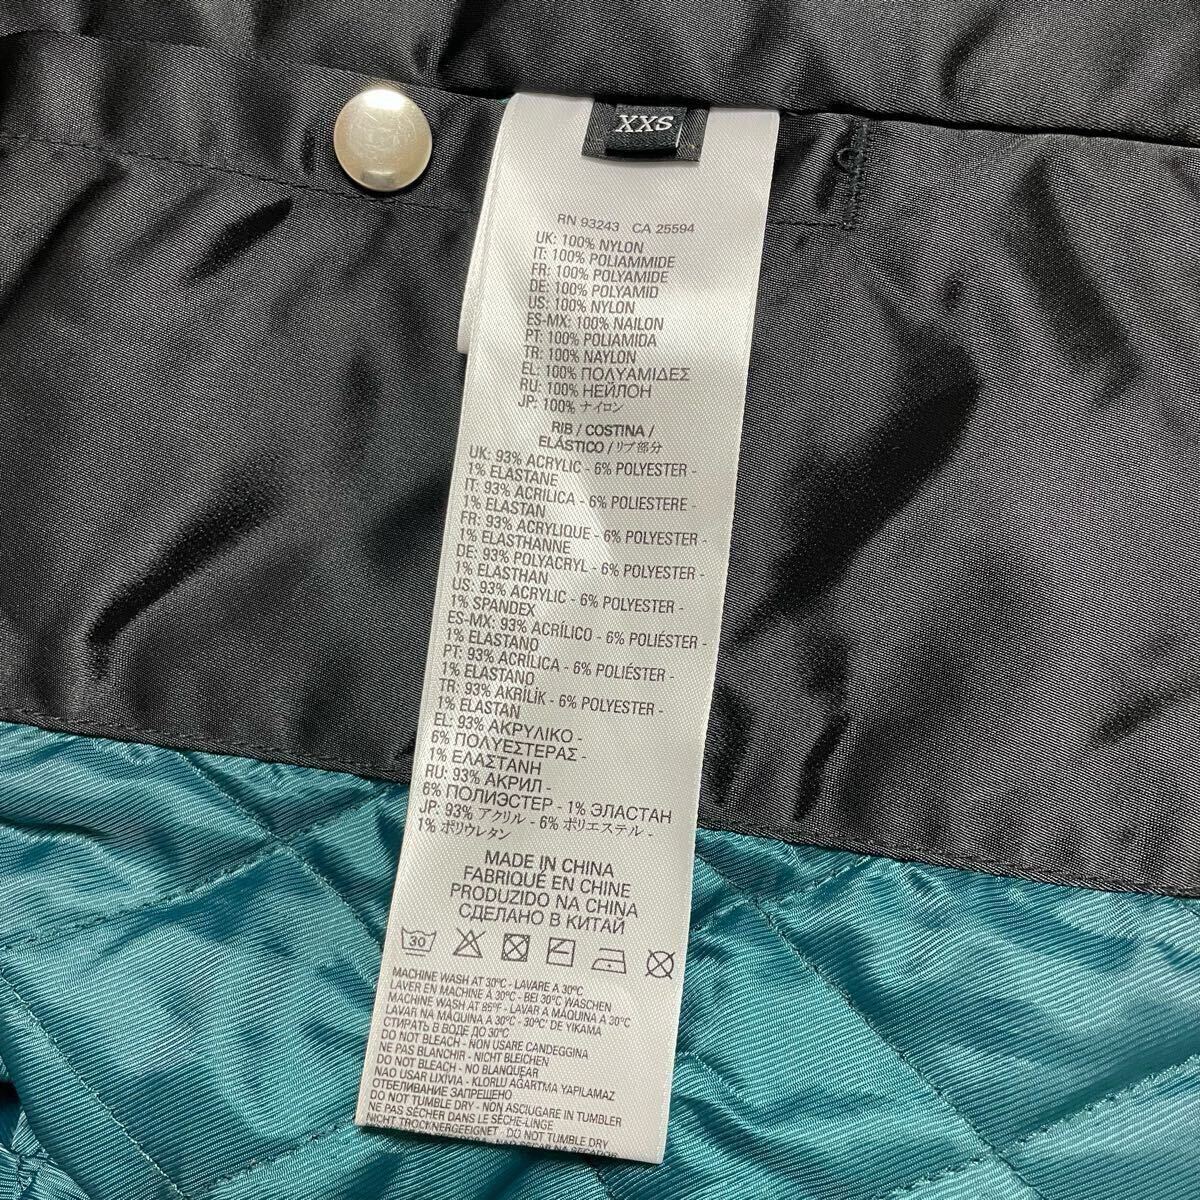 XXS
RN 93243 CA 25594
UK: 100% NYLON
IT: 100% POLIAMMIDE
FR: 100% POLYAMIDE
DE: 100% POLYAMID
US: 100% NYLON
ES-MX: 100% NAILON
PT: 100% POLIAMIDA
TR: 100% NAYLON
EL: 100% ΠΟΛΥΑΜΙΔΕΣ
RU: 100% НЕЙЛОН
JP: 100% ナイロン
RIB / COSTINA /
ELÁSTICO / リブ部分
UK: 93% ACRYLIC - 6% POLYESTER -
1% ELASTANE
IT: 93% ACRILICA - 6% POLIESTERE -
1% ELASTAN
FR: 93% ACRYLIQUE - 6% POLYESTER -
1% ELASTHANNE
DE: 93% POLYACRYL - 6% POLYESTER -
1% ELASTHAN
US: 93% ACRYLIC - 6% POLYESTER -
1% SPANDEX
ES-MX: 93% ACRÍLICO - 6% POLIÉSTER -
1% ELASTANO
PT: 93% ACRÍLICA - 6% POLIÉSTER -
1% ELASTANO
TR: 93% AKRİLİK - 6% POLYESTER -
1% ELASTAN
EL: 93% ΑΚΡΥΛΙΚΟ -
6% ΠΟΛΥΕΣΤΕΡΑΣ -
1% ΕΛΑΣΤΑΝΗ
RU: 93% АКРИЛ -
6% ПОЛИЭСТЕР - 1% ЭЛАСТАН
JP: 93% アクリル - 6% ポリエステル -
1% ポリウレタン
MADE IN CHINA
FABRIQUÉ EN CHINE
PRODUZIDO NA CHINA
СДЕЛАНО В КИТАЙ
30
MACHINE WASH AT 30°C - LAVARE A 30°C
LAVER EN MACHINE À 30°C - BEI 30°C WASCHEN
MACHINE WASH AT 85°F - LAVAR A MÁQUINA A 30°C
LAVAR NA MÁQUINA A 30°C - 30°C' DE YIKAMA
СТИРАТЬ В ВОДЕ ДО 30°C
DO NOT BLEACH - NON USARE CANDEGGINA
NE PAS BLANCHIR - NICHT BLEICHEN
DO NOT BLEACH - NO BLANQUEAR
NÃO USAR LIXÍVIA - KLORLU AĞARTMA YAPILAMAZ
ОТБЕЛИВАНИЕ ЗАПРЕЩЕНО
DO NOT TUMBLE DRY - NON ASCIUGARE IN TUMBLER
NE PAS SÉCHER DANS LE SÈCHE-LINGE
NICHT TROCKNERGEEIGNET - DO NOT TUMBLE DRY